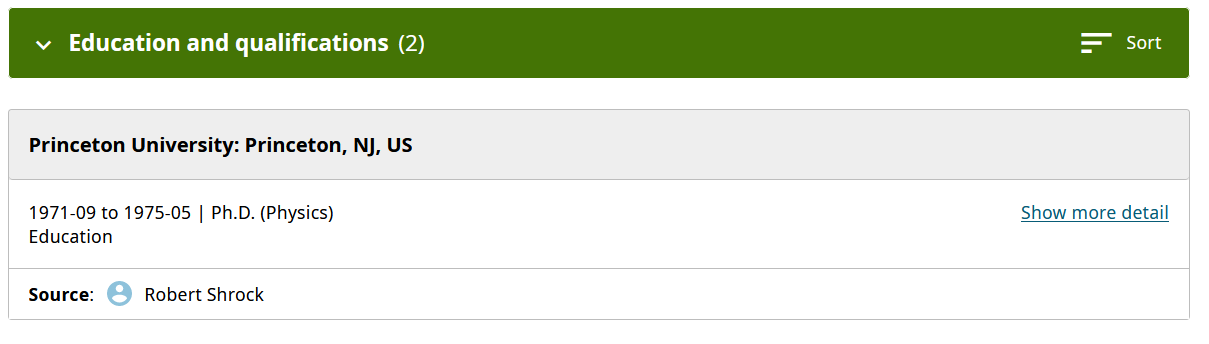 Education and qualifications (2) Sort
Princeton University: Princeton, NJ, US
1971-09 to 1975-05 | Ph.D. (Physics) Show more detail
Education
Source: Robert Shrock